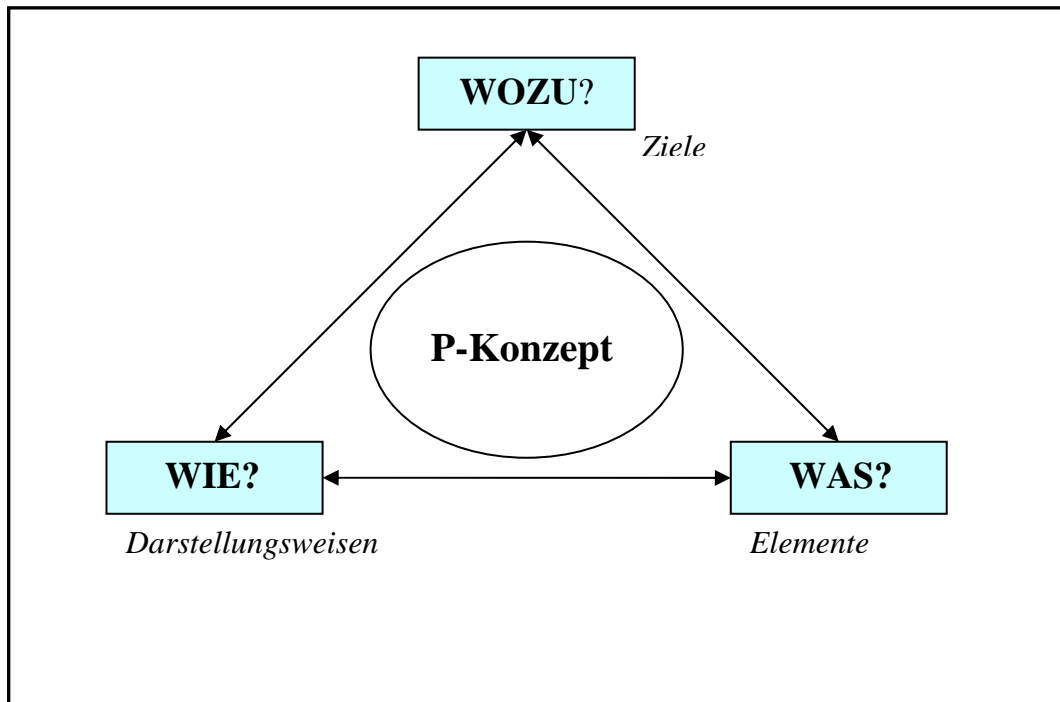 WOZU?
Ziele
P-Konzept
WIE?
WAS?
Darstellungsweisen
Elemente